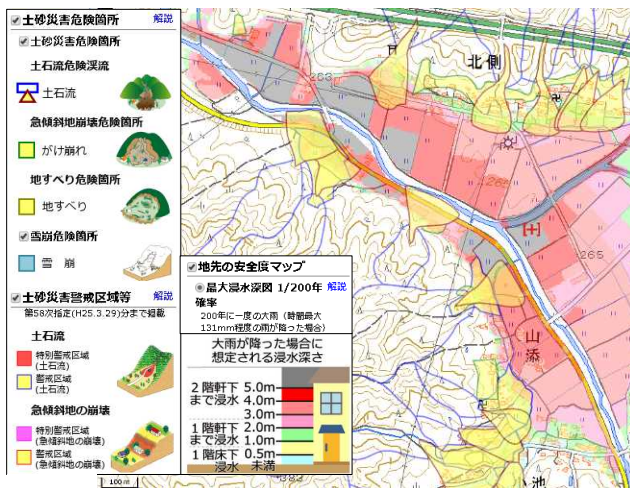 土砂災害危険箇所 解説
土砂災害危険箇所
土石流危険渓流
土石流
急傾斜地崩壊危険箇所
がけ崩れ
地すべり危険箇所
地すべり
雪崩危険箇所
雪 崩
土砂災害警戒区域等 解説
第58次指定(H25.3.29)分まで掲載
土石流
特別警戒区域
(土石流)
警戒区域
(土石流)
急傾斜地の崩壊
特別警戒区域
(急傾斜地の崩壊)
警戒区域
(急傾斜地の崩壊)
地先の安全度マップ
最大浸水深図 1/200年 解説
確率
200年に一度の大雨(時間最大
131mm程度の雨が降った場合)
大雨が降った場合に
想定される浸水深さ
2階軒下 5.0m
まで浸水 4.0m
3.0m
1階軒下 2.0m
まで浸水 1.0m
1階床下 0.5m
浸水 未満
100 m
北側
山添
池
265